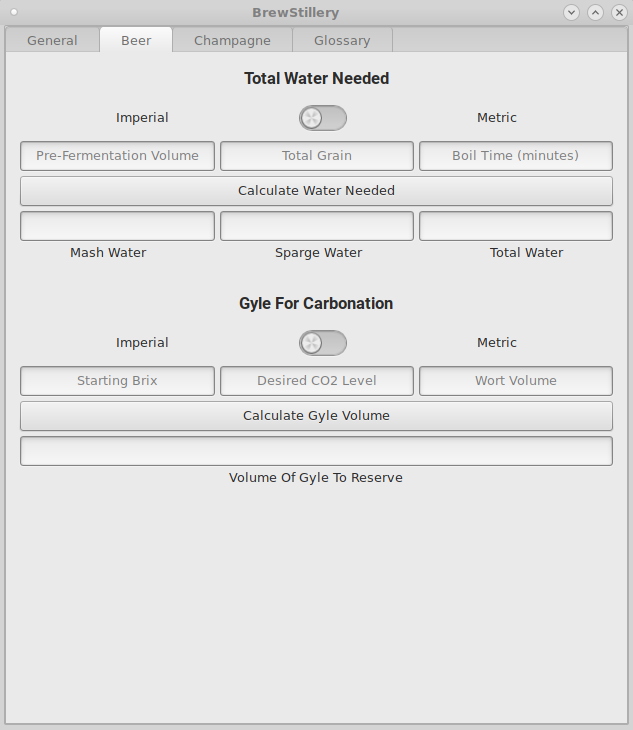 BrewStillery
General Beer Champagne Glossary
Total Water Needed
Imperial Metric
Pre-Fermentation Volume Total Grain Boil Time (minutes)
Calculate Water Needed
Mash Water Sparge Water Total Water
Gyle For Carbonation
Imperial Metric
Starting Brix Desired CO2 Level Wort Volume
Calculate Gyle Volume
Volume Of Gyle To Reserve